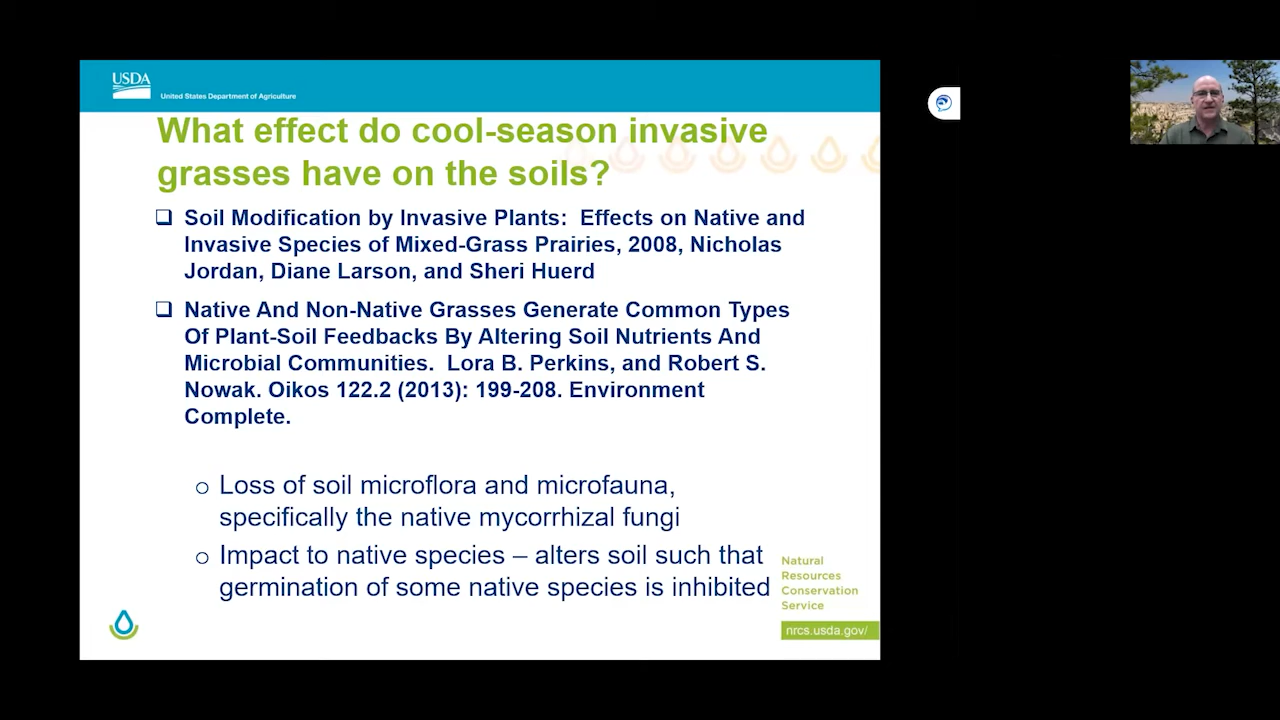 USDA
United States Department of Agriculture
What effect do cool-season invasive
grasses have on the soils?
Soil Modification by Invasive Plants: Effects on Native and
Invasive Species of Mixed-Grass Prairies, 2008, Nicholas
Jordan, Diane Larson, and Sheri Huerd
Native And Non-Native Grasses Generate Common Types
Of Plant-Soil Feedbacks By Altering Soil Nutrients And
Microbial Communities. Lora B. Perkins, and Robert S.
Nowak. Oikos 122.2 (2013): 199-208. Environment
Complete.
Loss of soil microflora and microfauna,
specifically the native mycorrhizal fungi
Impact to native species – alters soil such that
germination of some native species is inhibited
Natural
Resources
Conservation
Service
nrcs.usda.gov/